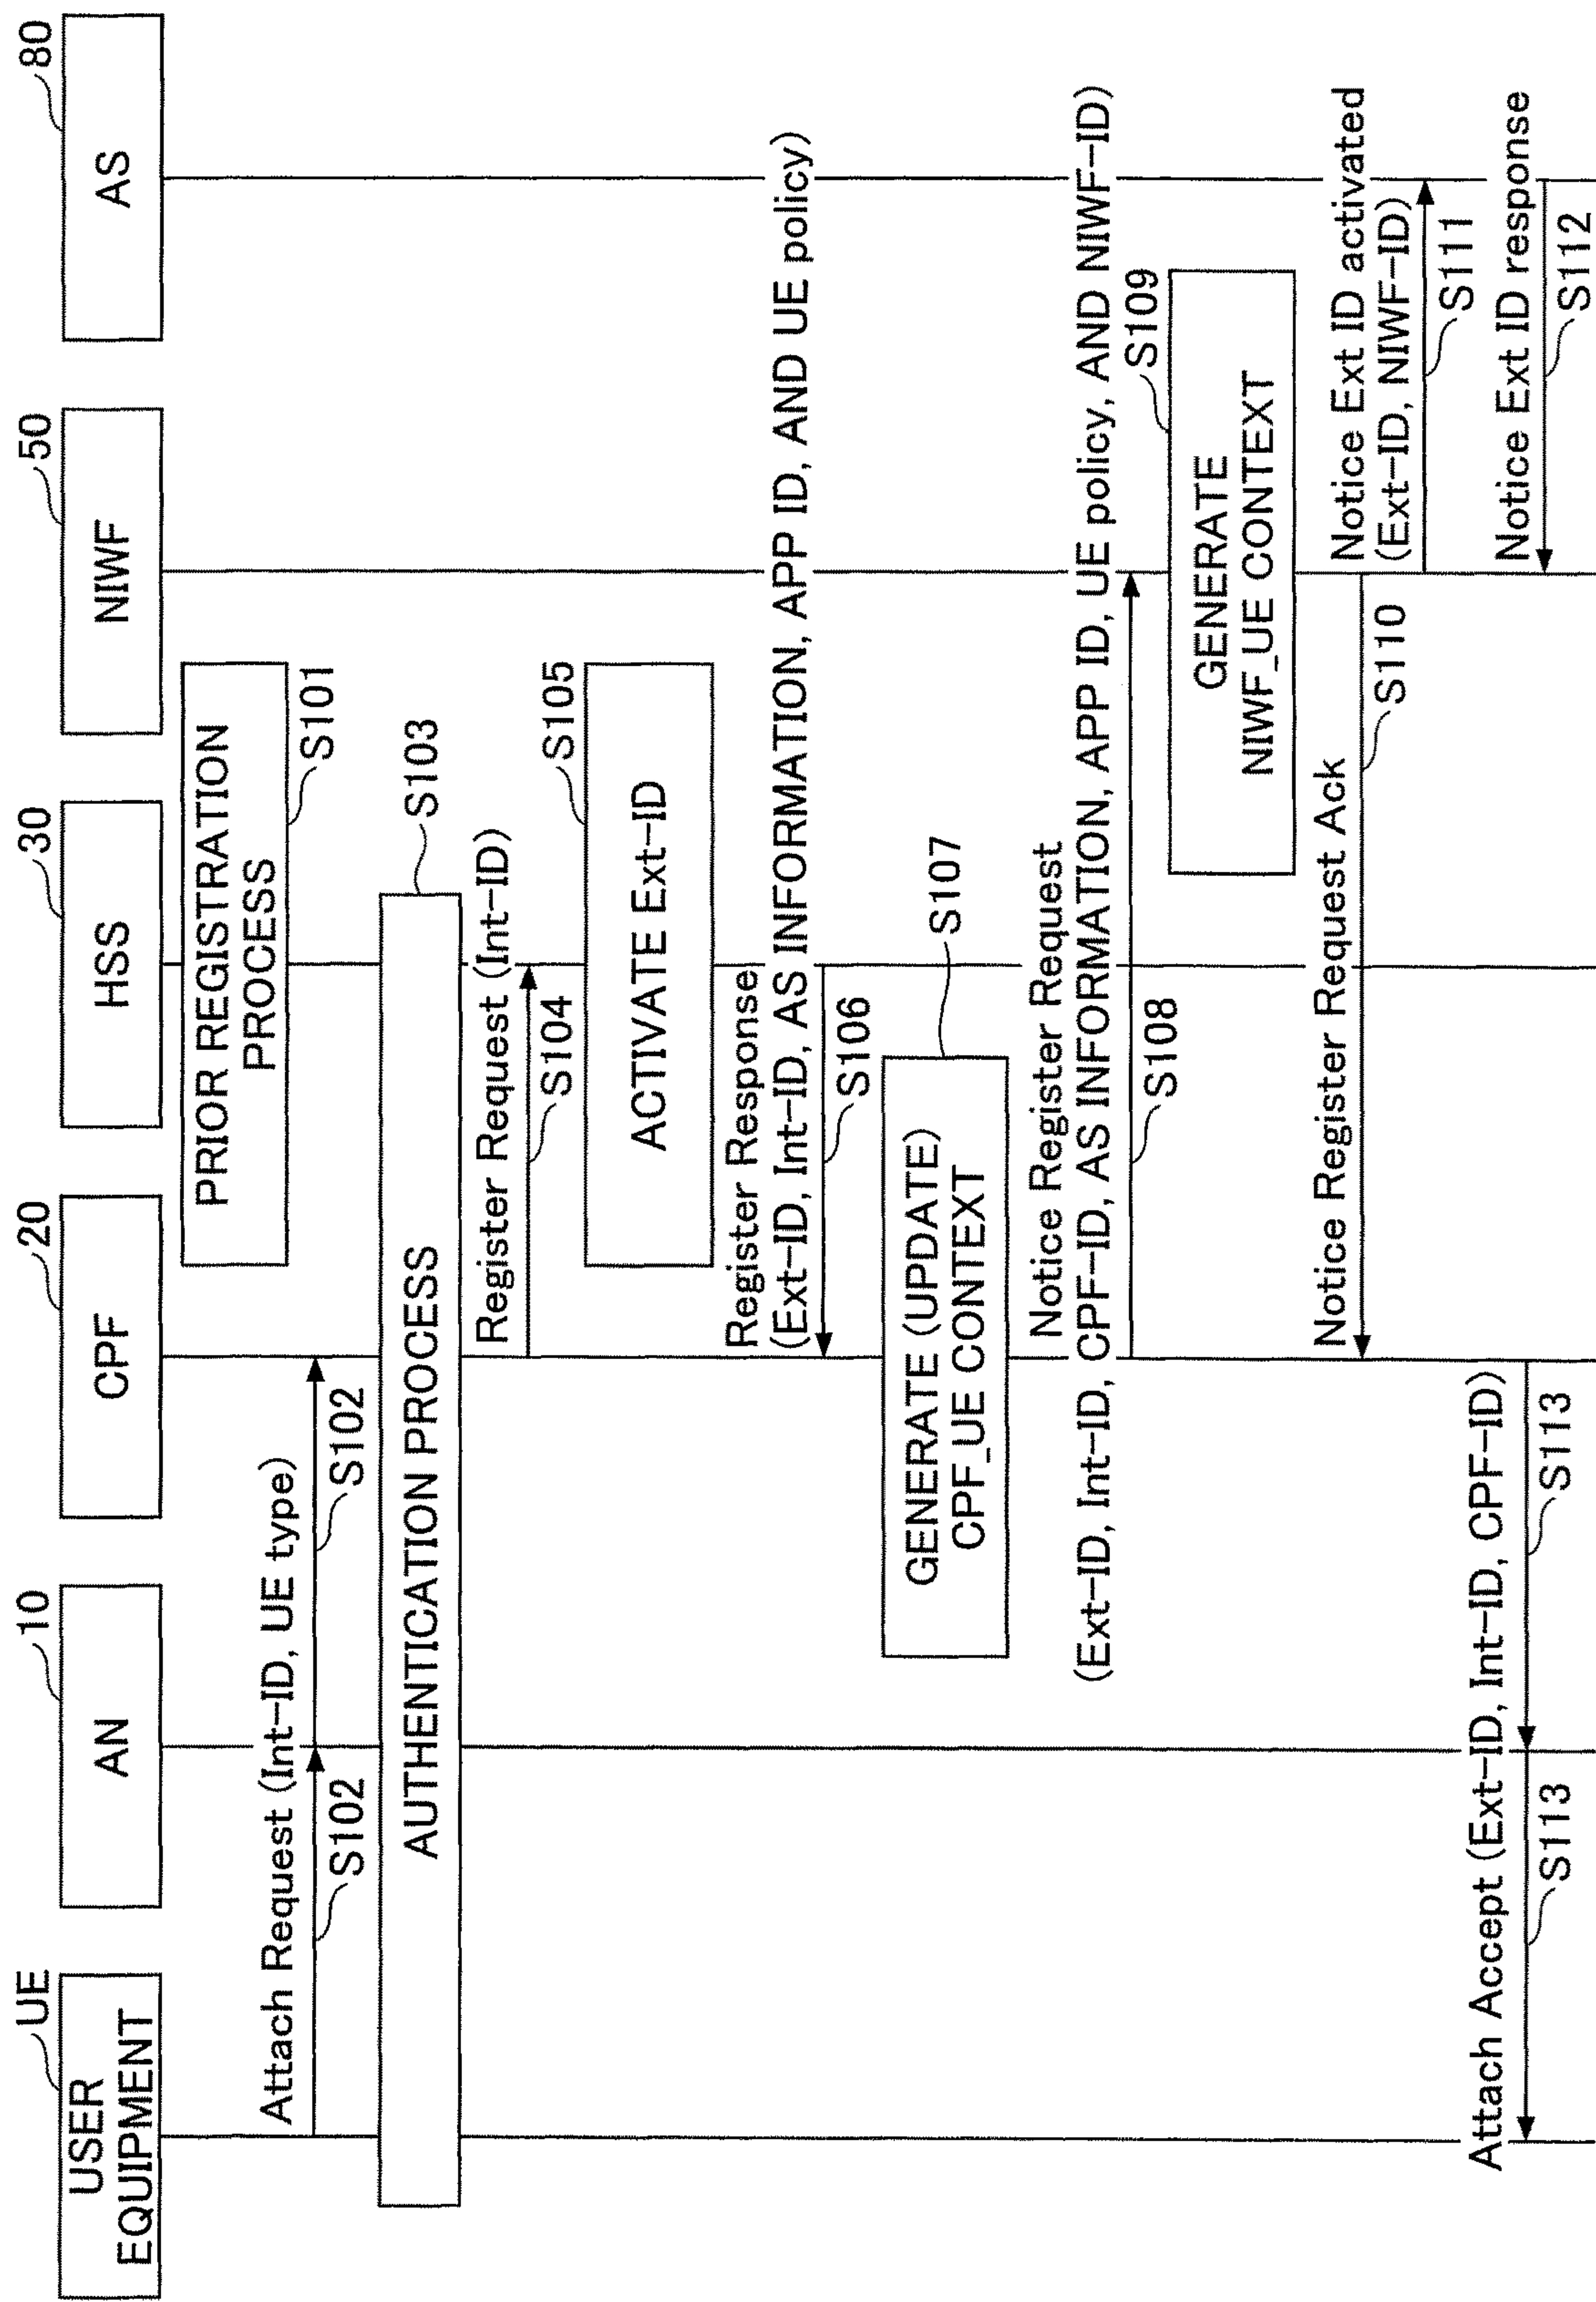 UE
USER
EQUIPMENT
10
AN
20
CPF
30
HSS
50
NIWF
80
AS
PRIOR REGISTRATION
PROCESS
S101
Attach Request (Int-ID, UE type)
S102
S102
AUTHENTICATION PROCESS
S103
Register Request (Int-ID)
S104
S105
ACTIVATE Ext-ID
Register Response
(Ext-ID, Int-ID, AS INFORMATION, APP ID, AND UE policy)
S106
S107
GENERATE (UPDATE)
CPF_UE CONTEXT
Notice Register Request
(Ext-ID, Int-ID, CPF-ID, AS INFORMATION, APP ID, UE policy, AND NIWF-ID)
S108
S109
GENERATE
NIWF_UE CONTEXT
Notice Register Request Ack
S110
Notice Ext ID activated
(Ext-ID, NIWF-ID)
S111
Attach Accept (Ext-ID, Int-ID, CPF-ID)
S113
S113
Notice Ext ID response
S112